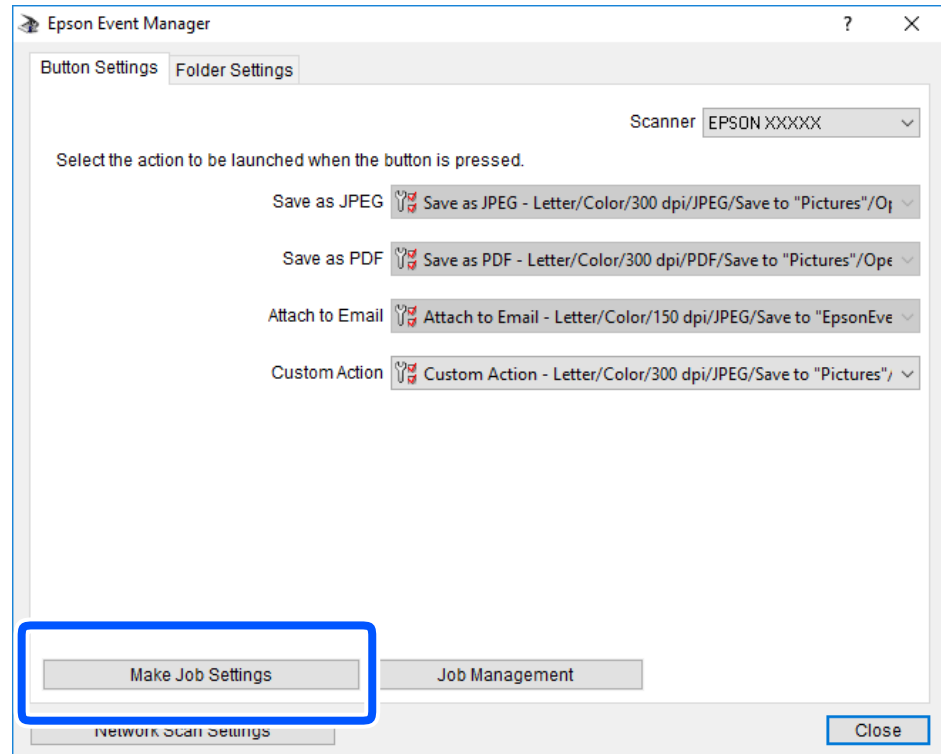 Epson Event Manager
Button Settings Folder Settings
Scanner EPSON XXXXX
Select the action to be launched when the button is pressed.
Save as JPEG Save as JPEG - Letter/Color/300 dpi/JPEG/Save to "Pictures"/Op
Save as PDF Save as PDF - Letter/Color/300 dpi/PDF/Save to "Pictures"/Ope
Attach to Email Attach to Email - Letter/Color/150 dpi/JPEG/Save to "EpsonEve
Custom Action Custom Action - Letter/Color/300 dpi/JPEG/Save to "Pictures"/
Make Job Settings Job Management
Network Scan Settings Close